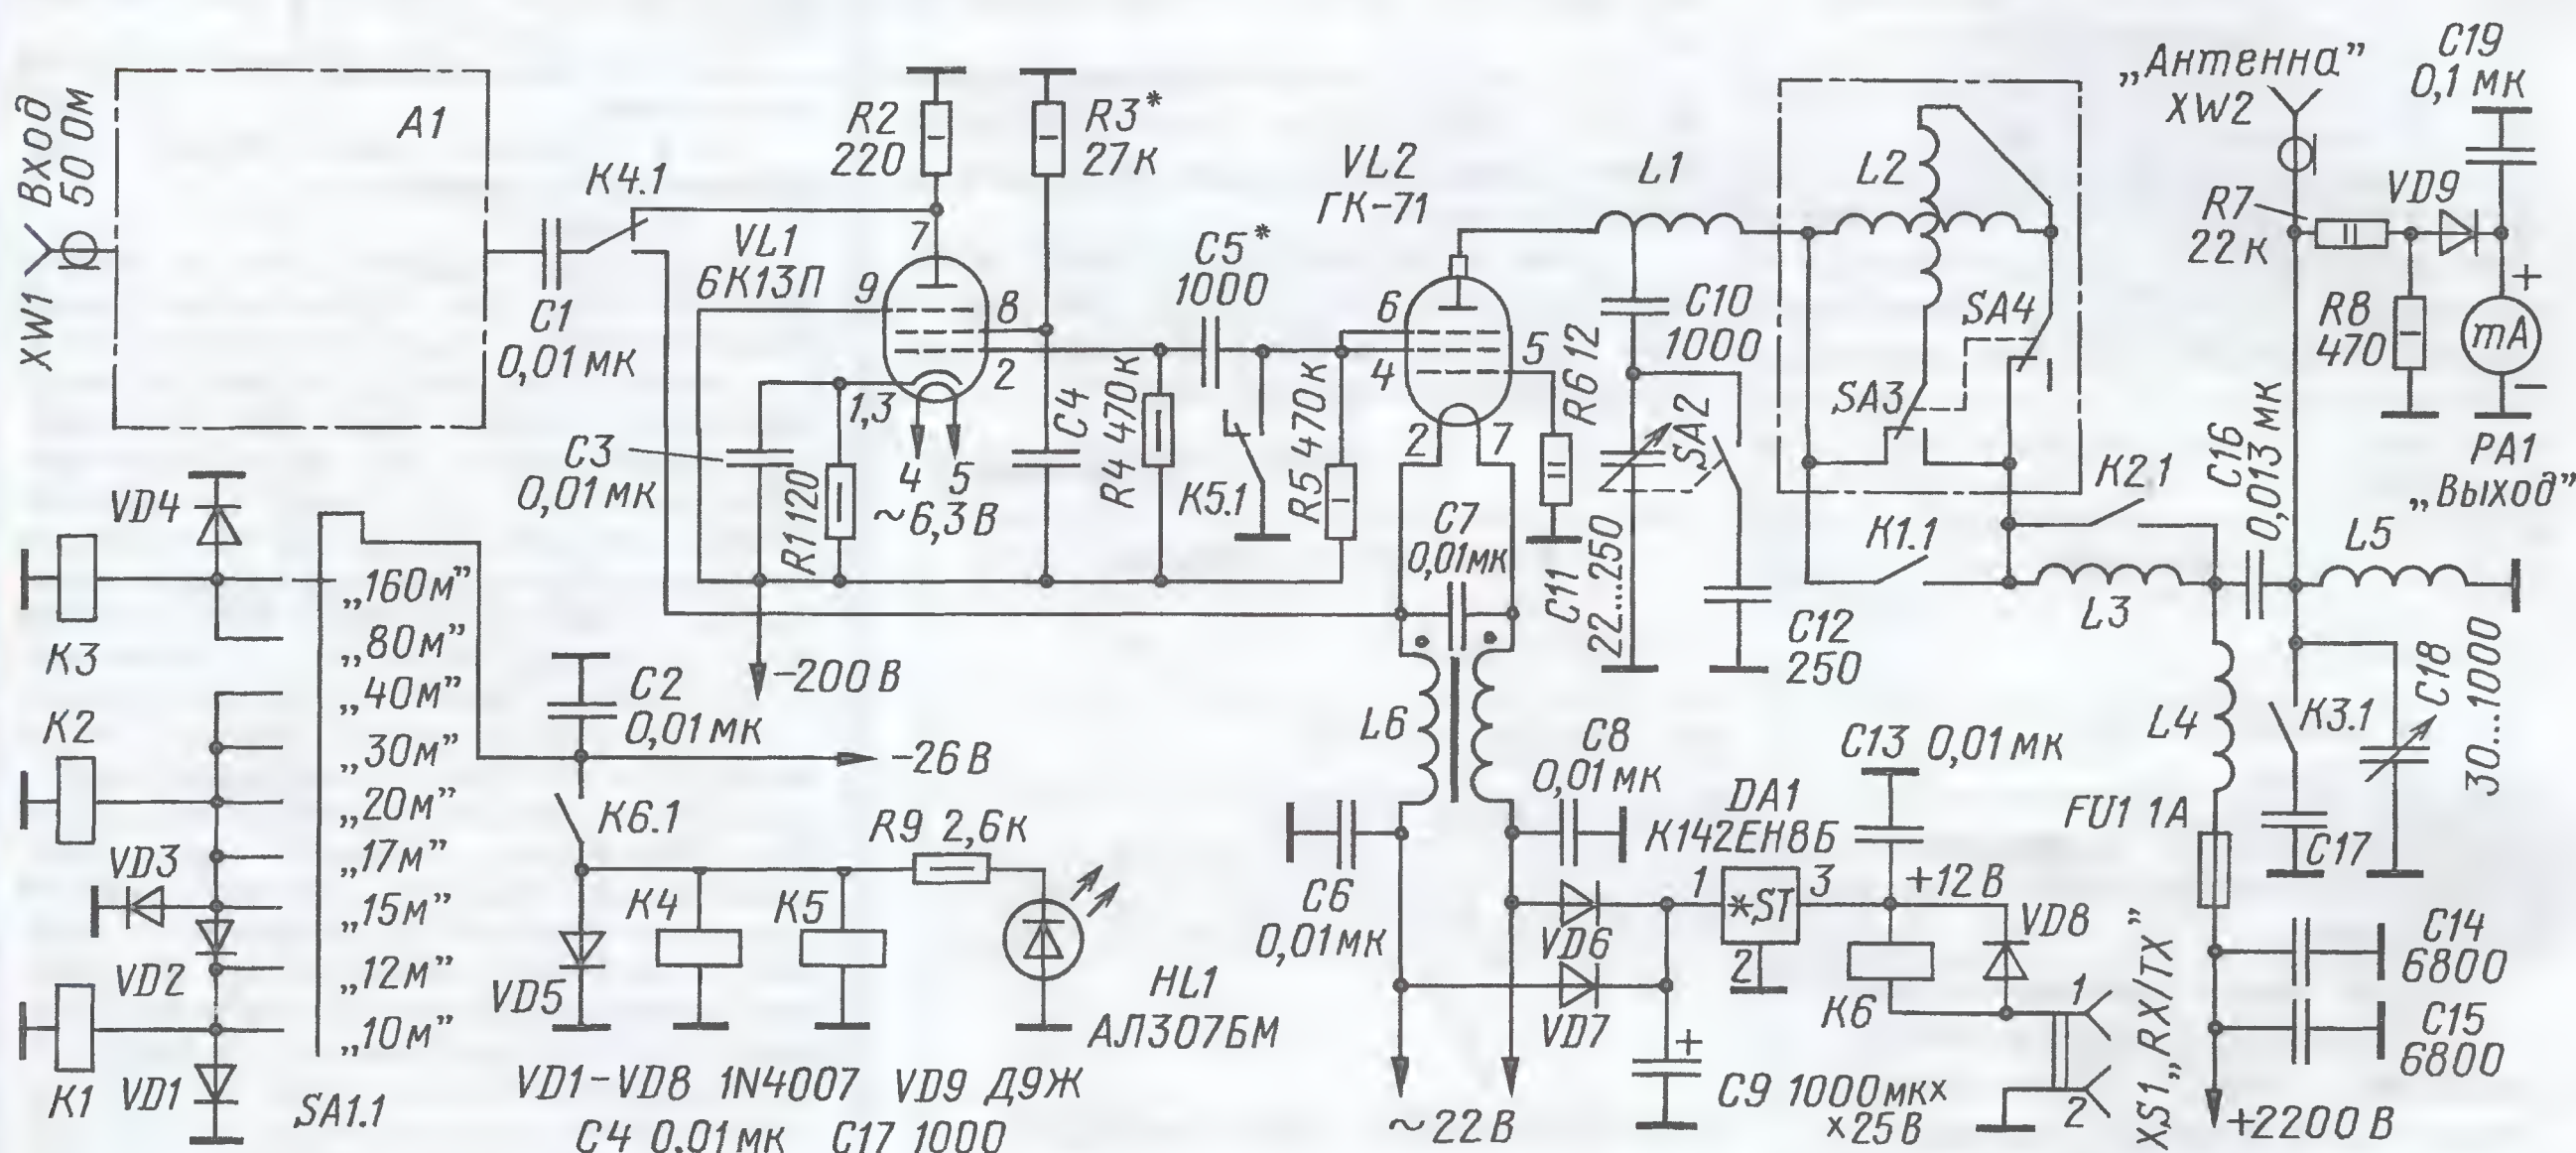 XW1 Вход
50 Ом
A1
C1
0,01 мк
K4.1
R2
220
R3*
27 к
VL1
6К13П
7
9
8
2
1,3
4 5
~6,3 В
C3
0,01 мк
R1 120
C4
R4 470 к
C5*
1000
K5.1
R5 470 к
VL2
ГК-71
6
4
5
2
7
R6 12
C7
0,01 мк
L1
C10
1000
SA2
C11
22...250
C12
250
L2
SA4
SA3
K1.1
K2.1
L3
„Антенна”
XW2
C19
0,1 мк
R7
22 к
VD9
R8
470
mA
+
−
PA1
„Выход”
C16
0,013 мк
L5
L4
K3.1
C18
30...1000
C17
FU1 1А
C14
6800
C15
6800
+2200 В
VD4
K3
K2
VD3
VD2
K1
VD1
„160м”
„80м”
„40м”
„30м”
„20м”
„17м”
„15м”
„12м”
„10м”
SA1.1
−200 В
C2
0,01 мк
−26 В
K6.1
R9 2,6 к
K4
K5
VD5
HL1
АЛ307БМ
L6
C6
0,01 мк
C8
0,01 мк
VD6
VD7
DA1
К142ЕН8Б
1
*ST
3
2
C13 0,01 мк
+12 В
K6
VD8
1
2
XS1 „RX/TX”
+
C9 1000 мк×
×25 В
~22 В
VD1-VD8 1N4007 VD9 Д9Ж
C4 0,01 мк C17 1000